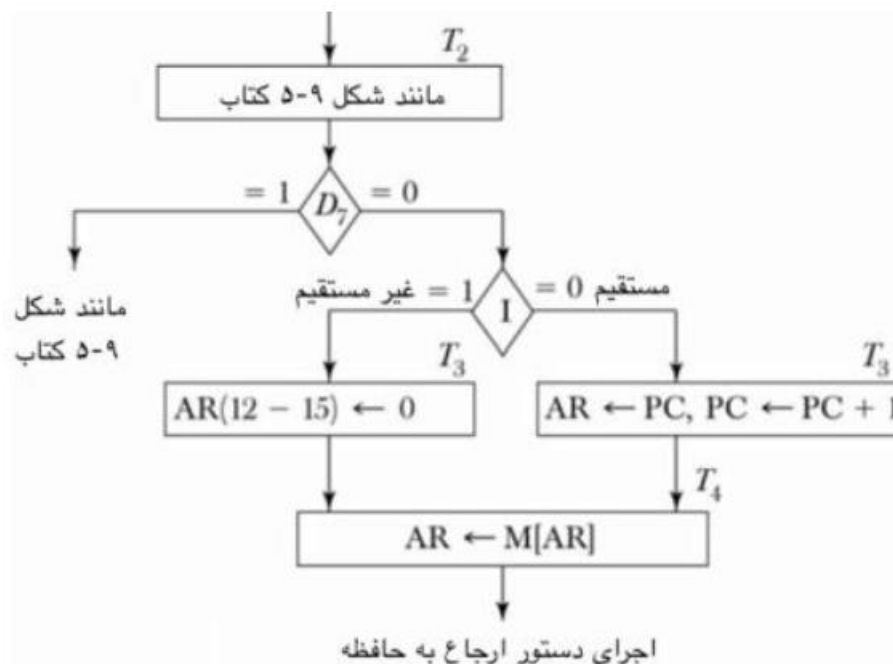 T₂
مانند شکل ۹-۵ کتاب
= 1
D₇
= 0
غیر مستقیم = 1
I
= 0 مستقیم
مانند شکل
۹-۵ کتاب
T₃
T₃
AR(12 − 15) ← 0
AR ← PC, PC ← PC + 1
T₄
AR ← M[AR]
اجرای دستور ارجاع به حافظه